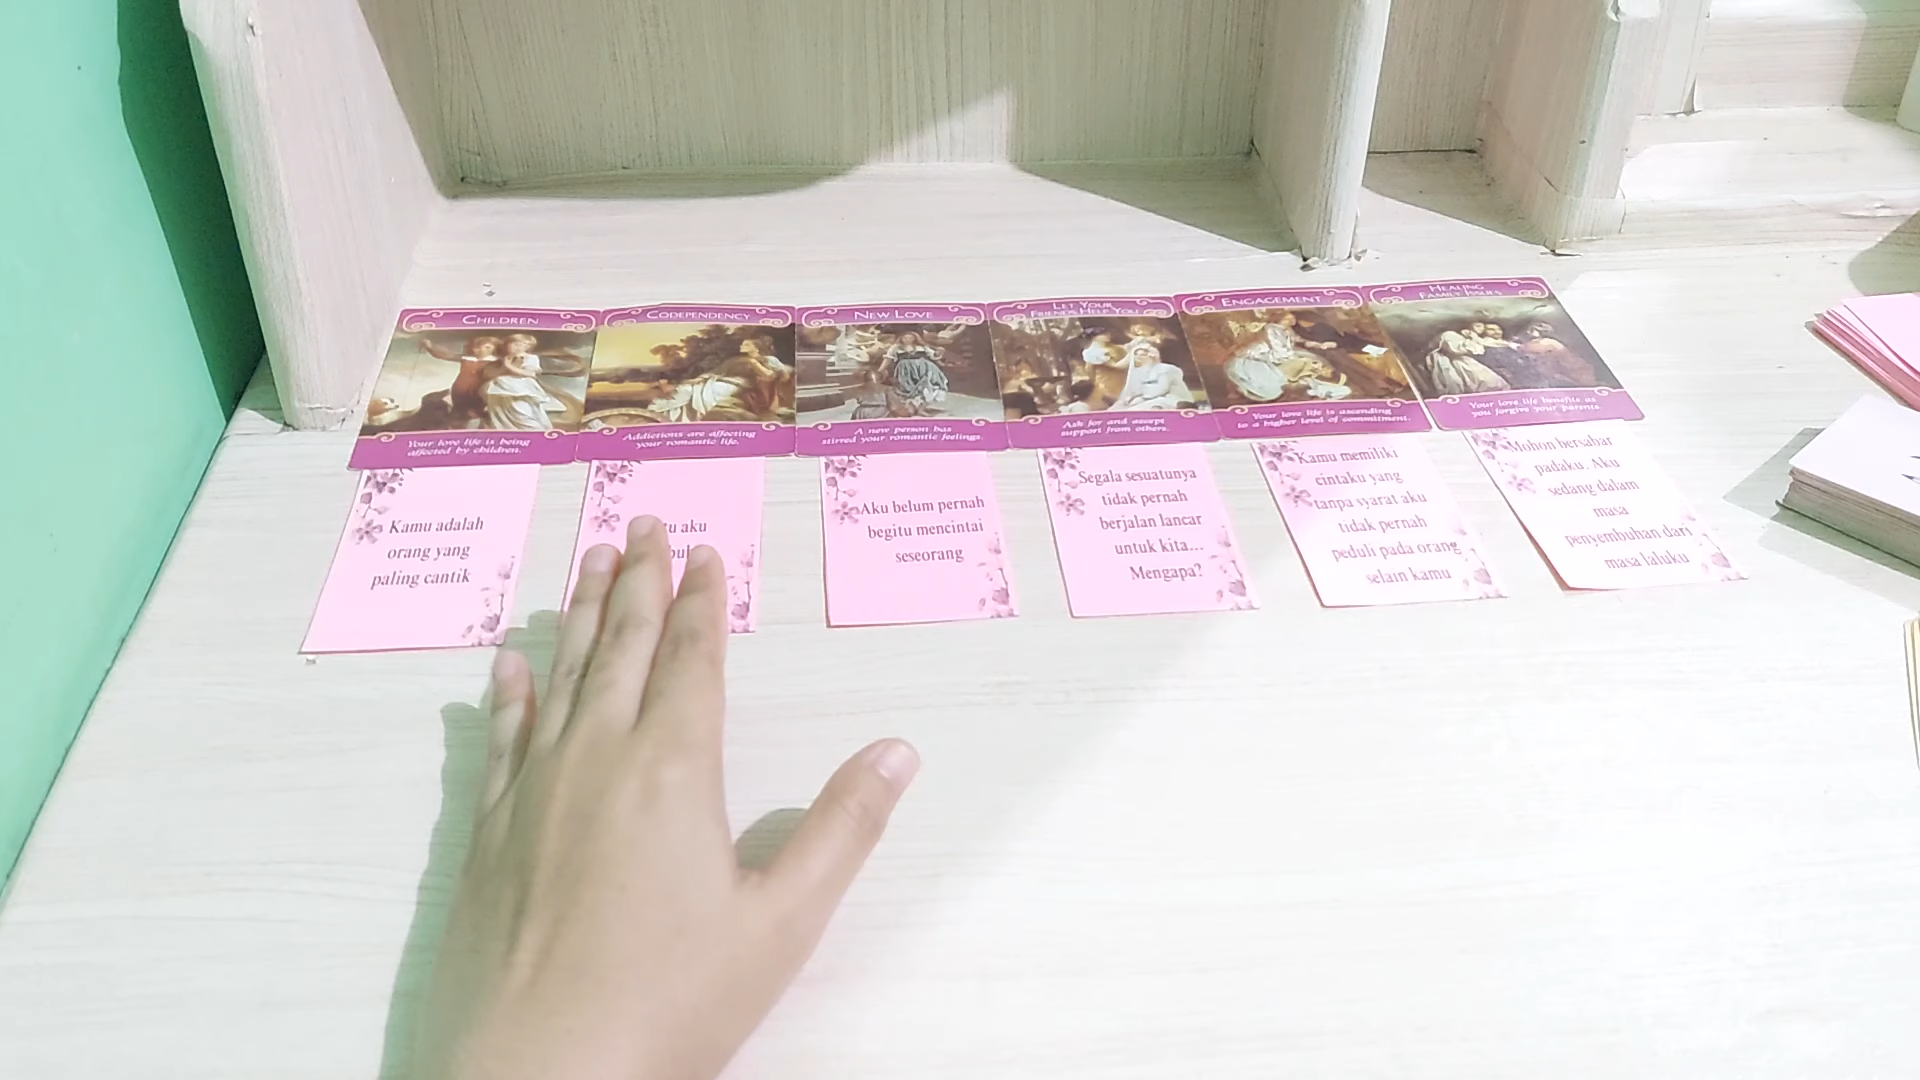 CHILDREN
Your love life is being
affected by children.
CODEPENDENCY
Addictions are affecting
your romantic life.
NEW LOVE
A new person has
stirred your romantic feelings.
LET YOUR
FRIENDS HELP YOU
Ask for and accept
support from others.
ENGAGEMENT
Your love life is ascending
to a higher level of commitment.
HEALING
FAMILY ISSUES
Your love life benefits as
you forgive your parents.
Kamu adalah
orang yang
paling cantik
aku
Aku belum pernah
begitu mencintai
seseorang
Segala sesuatunya
tidak pernah
berjalan lancar
untuk kita...
Mengapa?
Kamu memiliki
cintaku yang
tanpa syarat aku
tidak pernah
peduli pada orang
selain kamu
Mohon bersabar
padaku. Aku
sedang dalam
masa
penyembuhan dari
masa laluku